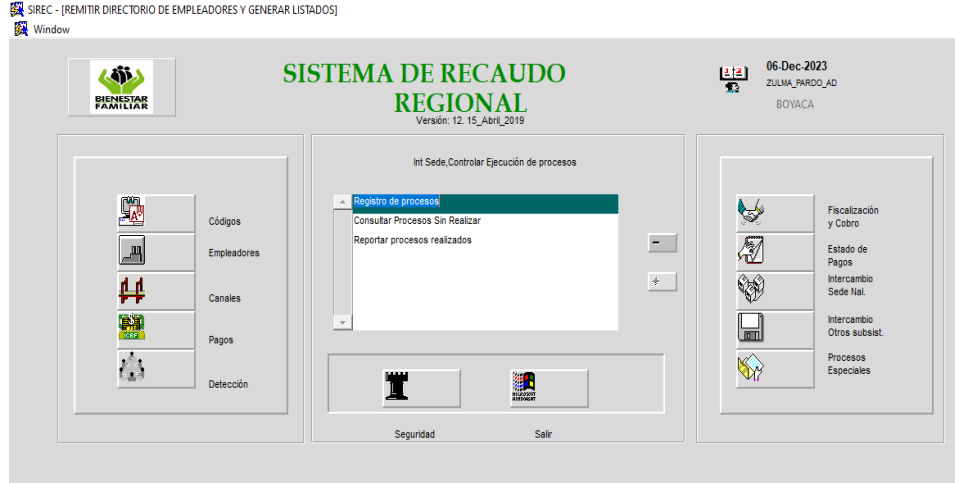 SIREC - [REMITIR DIRECTORIO DE EMPLEADORES Y GENERAR LISTADOS]
Window
BIENESTAR
FAMILIAR
SISTEMA DE RECAUDO
REGIONAL
Versión: 12. 15_Abril_2019
06-Dec-2023
ZULMA_PARDO_AD
BOYACA
Códigos
Empleadores
Canales
ICBF
Pagos
Detección
Int Sede,Controlar Ejecución de procesos
Registro de procesos
Consultar Procesos Sin Realizar
Reportar procesos realizados
-
+
MICROSOFT
Seguridad
Salir
Fiscalización
y Cobro
Estado de
Pagos
Intercambio
Sede Nal.
Intercambio
Otros subsist.
Procesos
Especiales